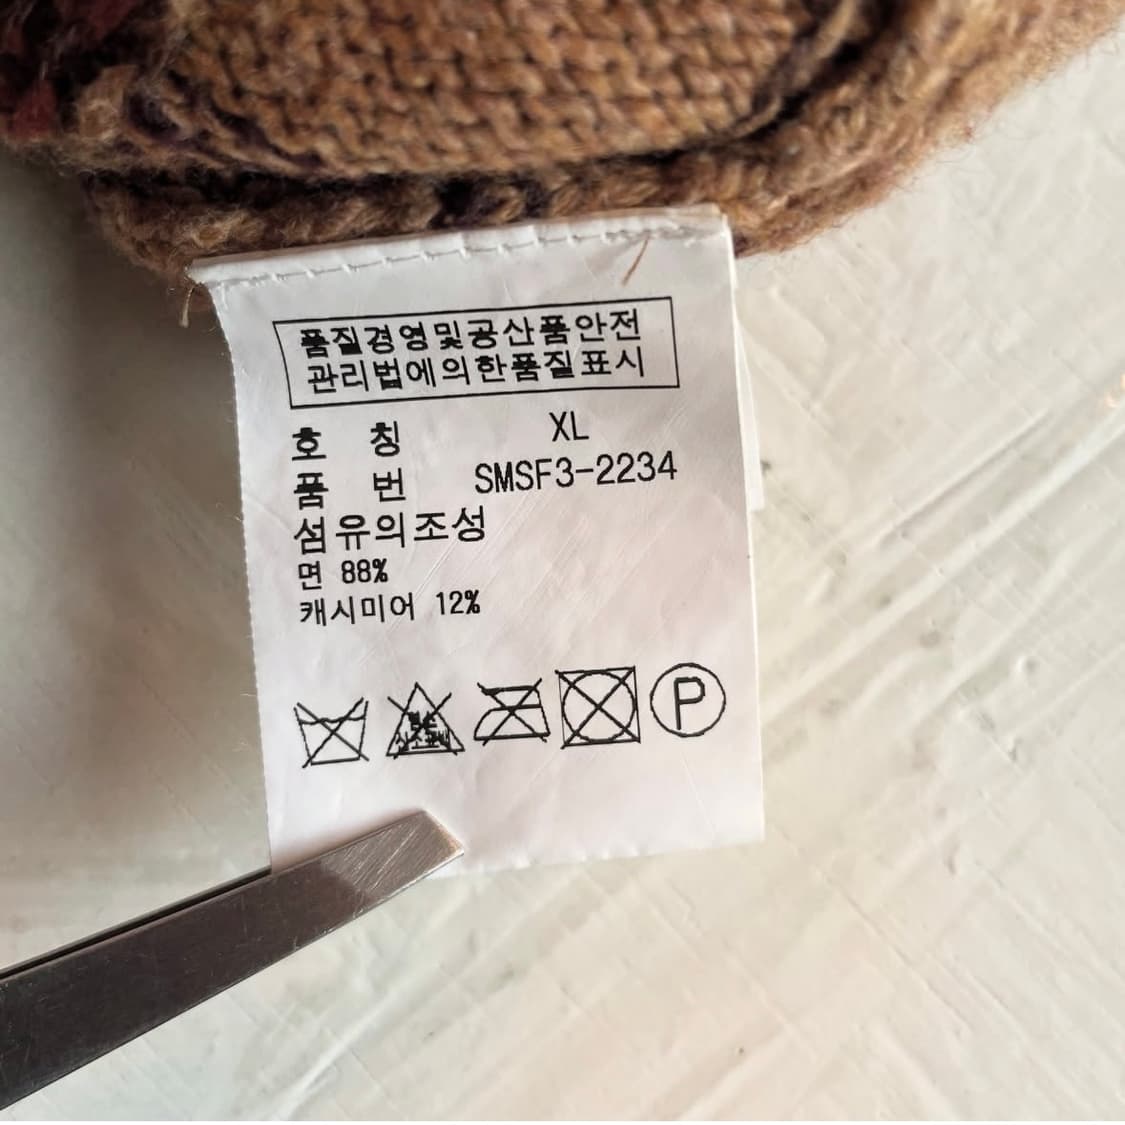 품질경영및공산품안전
관리법에의한품질표시
호 칭 XL
품 번 SMSF3-2234
섬유의조성
면 88%
캐시미어 12%
P